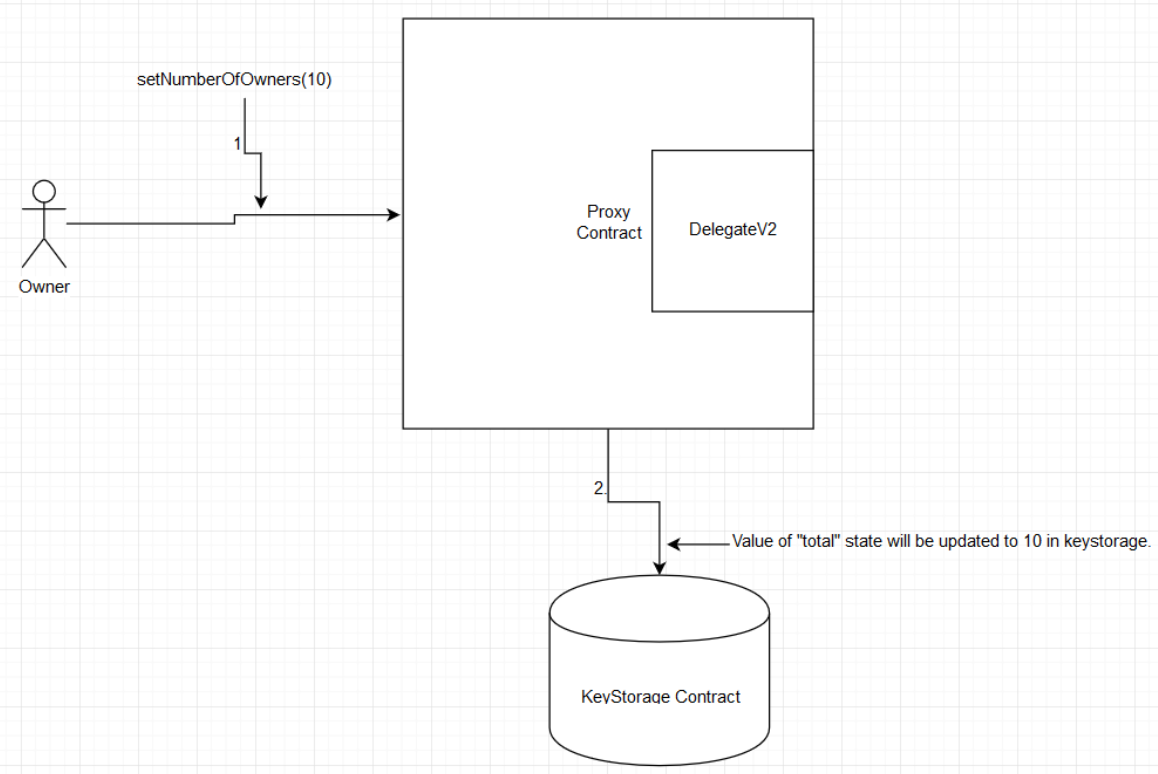 setNumberOfOwners(10)
1
Proxy
Contract
DelegateV2
Owner
2.
Value of "total" state will be updated to 10 in keystorage.
KeyStorage Contract